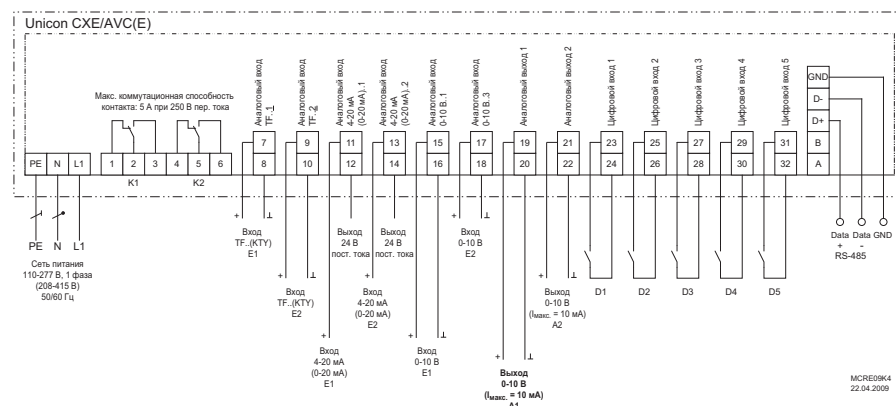 Unicon CXE/AVC(E)
Макс. коммутационная способность
контакта: 5 А при 250 В пер. тока
Аналоговый вход
TF..1
Аналоговый вход
TF..2
Аналоговый вход
4-20 мА
(0-20 мА)..1
Аналоговый вход
4-20 мА
(0-20 мА)..2
Аналоговый вход
0-10 В..1
Аналоговый вход
0-10 В..3
Аналоговый выход 1
Аналоговый выход 2
Цифровой вход 1
Цифровой вход 2
Цифровой вход 3
Цифровой вход 4
Цифровой вход 5
GND
D-
D+
B
A
7 9 11 13 15 17 19 21 23 25 27 29 31
PE N L1 1 2 3 4 5 6 8 10 12 14 16 18 20 22 24 26 28 30 32
K1 K2
PE N L1
Сеть питания
110-277 В, 1 фаза
(208-415 В)
50/60 Гц
+ ⊥
Вход
TF..(KTY)
E1
+ ⊥
Вход
TF..(KTY)
E2
+
Вход
4-20 мА
(0-20 мА)
E1
Выход
24 В
пост. тока
+
Вход
4-20 мА
(0-20 мА)
E2
Выход
24 В
пост. тока
+ ⊥
Вход
0-10 В
E1
+ ⊥
Вход
0-10 В
E2
+ ⊥
Выход
0-10 В
(Iмакс. = 10 мА)
A1
+ ⊥
Выход
0-10 В
(Iмакс. = 10 мА)
A2
D1 D2 D3 D4 D5
Data Data GND
+ -
RS-485
MCRE09K4
22.04.2009